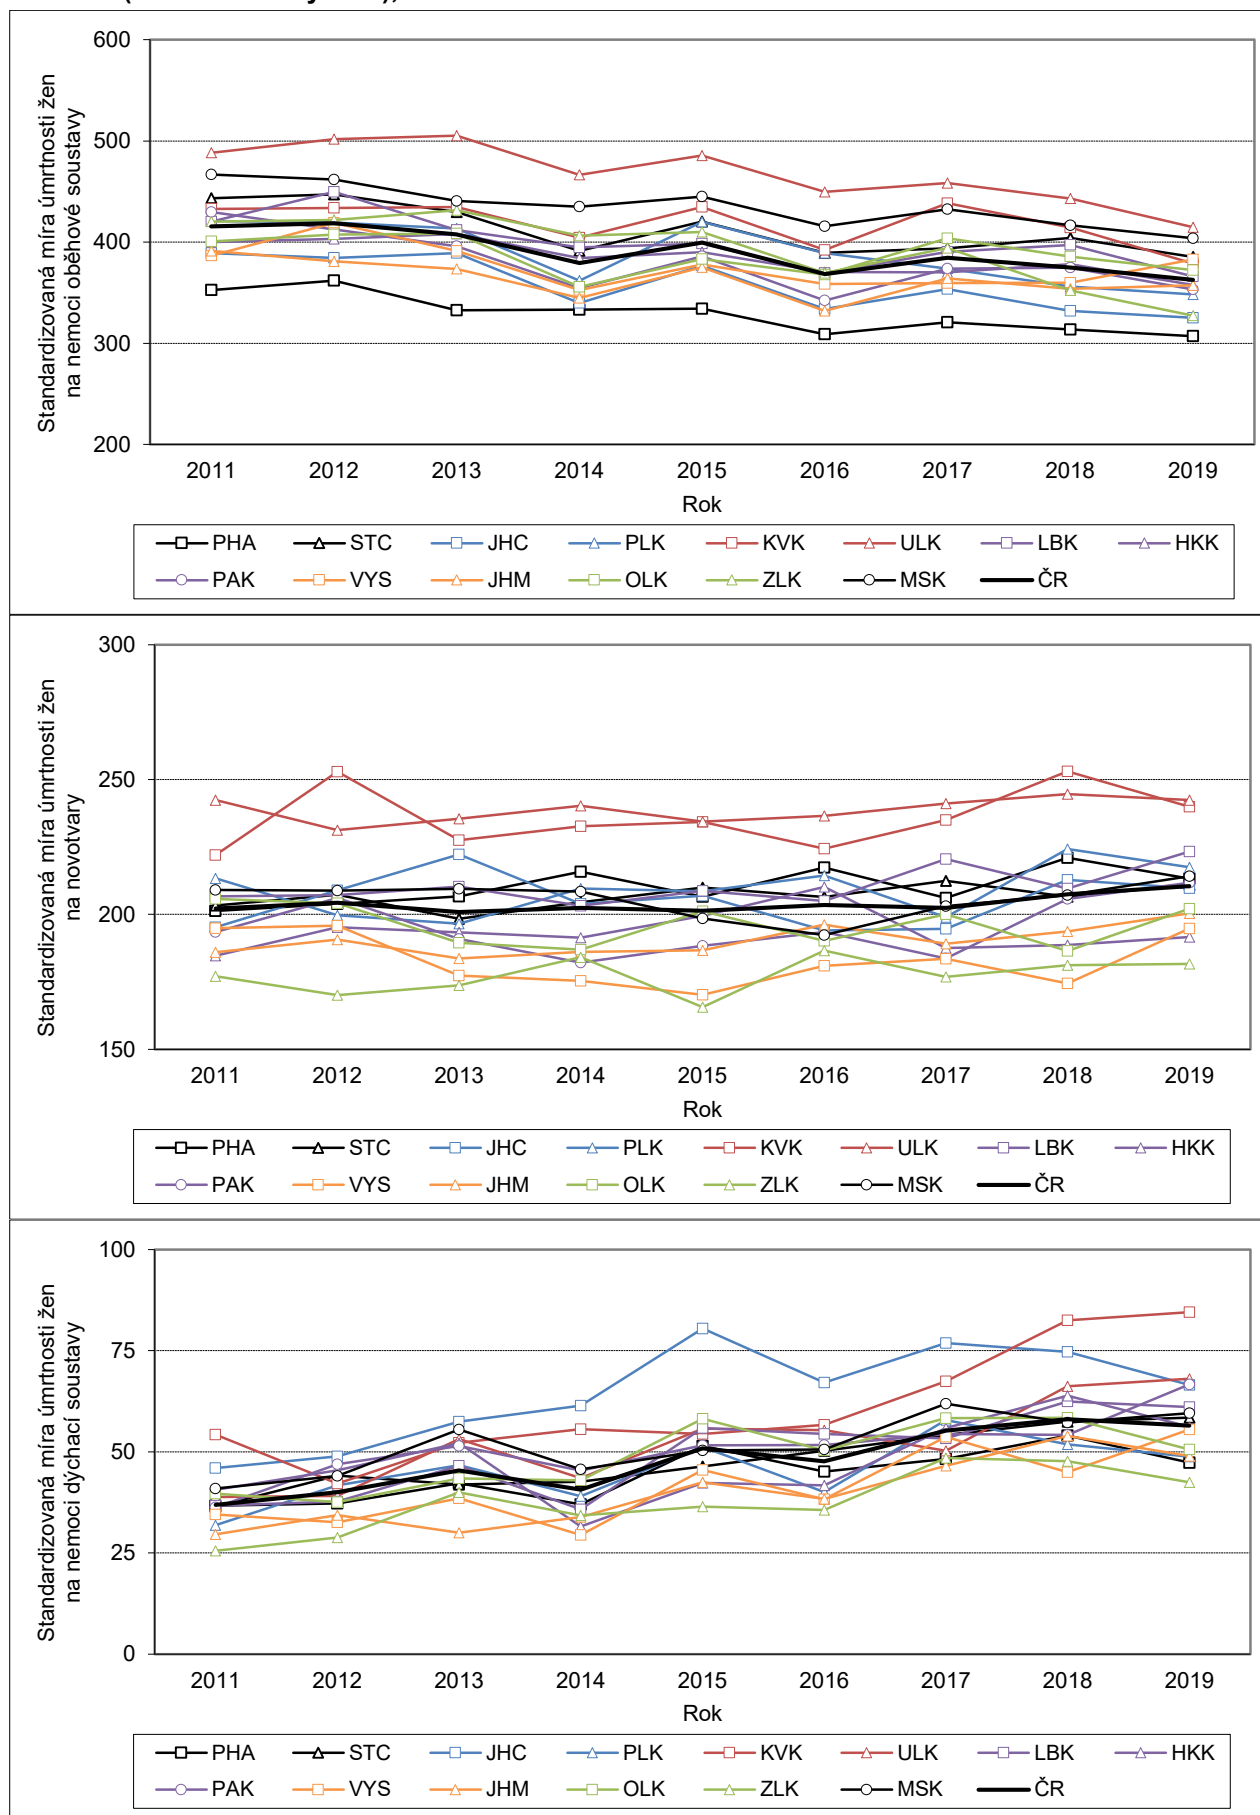 600
500
400
300
200
Standardizovaná míra úmrtnosti žen
na nemoci oběhové soustavy
2011 2012 2013 2014 2015 2016 2017 2018 2019
Rok
PHA STC JHC PLK KVK ULK LBK HKK
PAK VYS JHM OLK ZLK MSK ČR
300
250
200
150
Standardizovaná míra úmrtnosti žen
na novotvary
2011 2012 2013 2014 2015 2016 2017 2018 2019
Rok
PHA STC JHC PLK KVK ULK LBK HKK
PAK VYS JHM OLK ZLK MSK ČR
100
75
50
25
0
Standardizovaná míra úmrtnosti žen
na nemoci dýchací soustavy
2011 2012 2013 2014 2015 2016 2017 2018 2019
Rok
PHA STC JHC PLK KVK ULK LBK HKK
PAK VYS JHM OLK ZLK MSK ČR